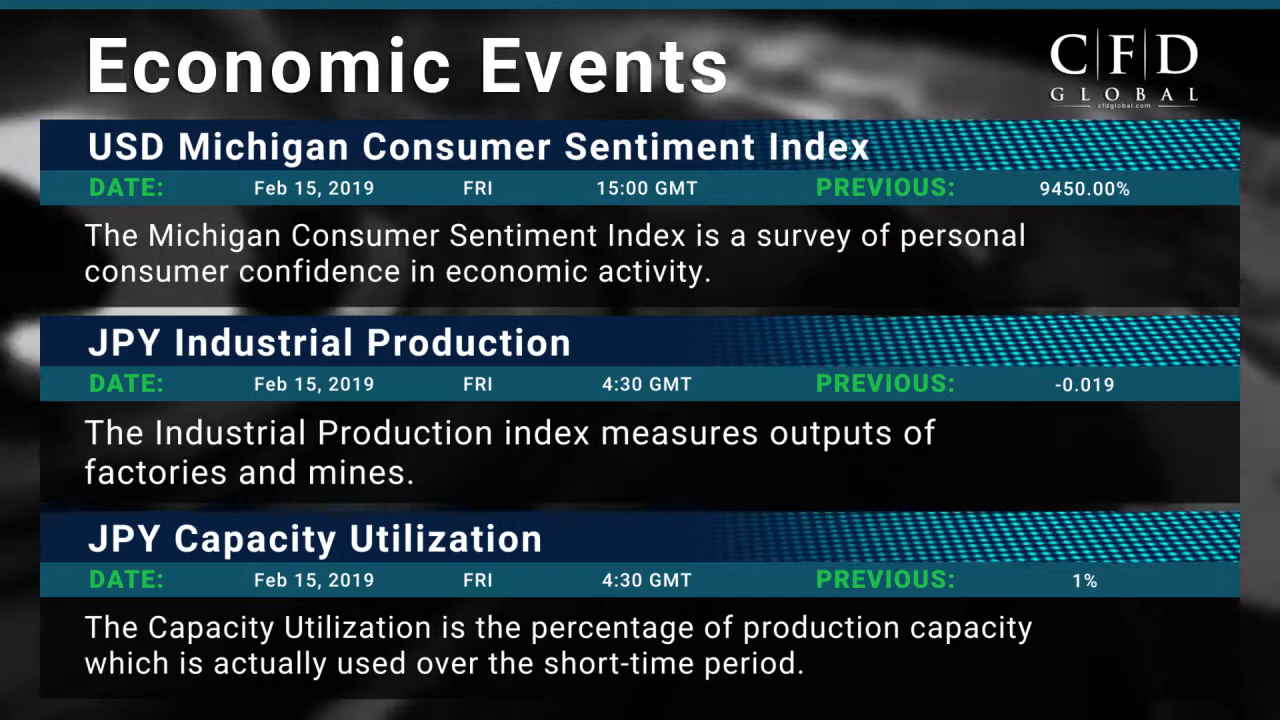 Economic Events
C|F|D
GLOBAL
cfdglobal.com
USD Michigan Consumer Sentiment Index
DATE: Feb 15, 2019 FRI 15:00 GMT PREVIOUS: 9450.00%
The Michigan Consumer Sentiment Index is a survey of personal
consumer confidence in economic activity.
JPY Industrial Production
DATE: Feb 15, 2019 FRI 4:30 GMT PREVIOUS: -0.019
The Industrial Production index measures outputs of
factories and mines.
JPY Capacity Utilization
DATE: Feb 15, 2019 FRI 4:30 GMT PREVIOUS: 1%
The Capacity Utilization is the percentage of production capacity
which is actually used over the short-time period.